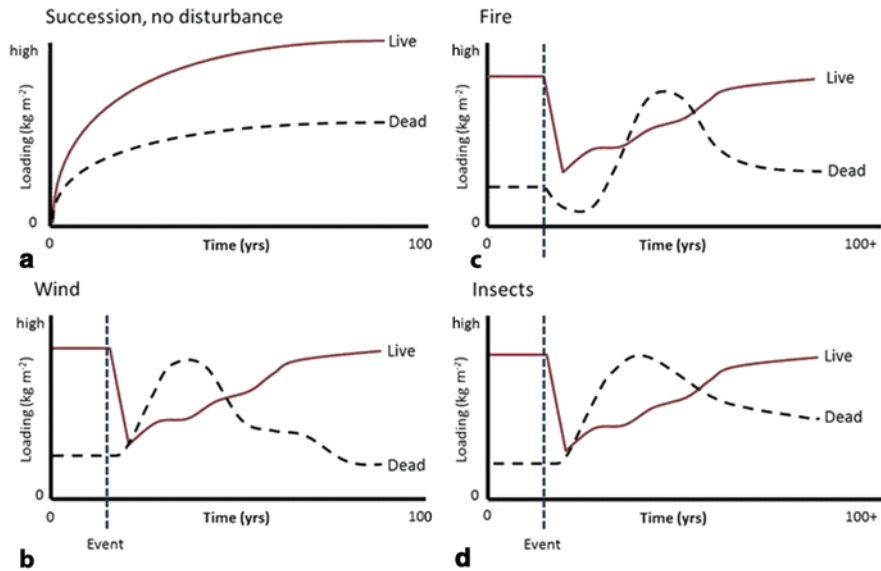 Succession, no disturbance
high
Loading (kg m⁻²)
0
Live
Dead
0
Time (yrs)
100
a
Wind
high
Loading (kg m⁻²)
0
Live
Dead
0
Time (yrs)
100
Event
b
Fire
high
Loading (kg m⁻²)
0
Live
Dead
0
Time (yrs)
100+
c
Insects
high
Loading (kg m⁻²)
0
Live
Dead
0
Time (yrs)
100+
Event
d